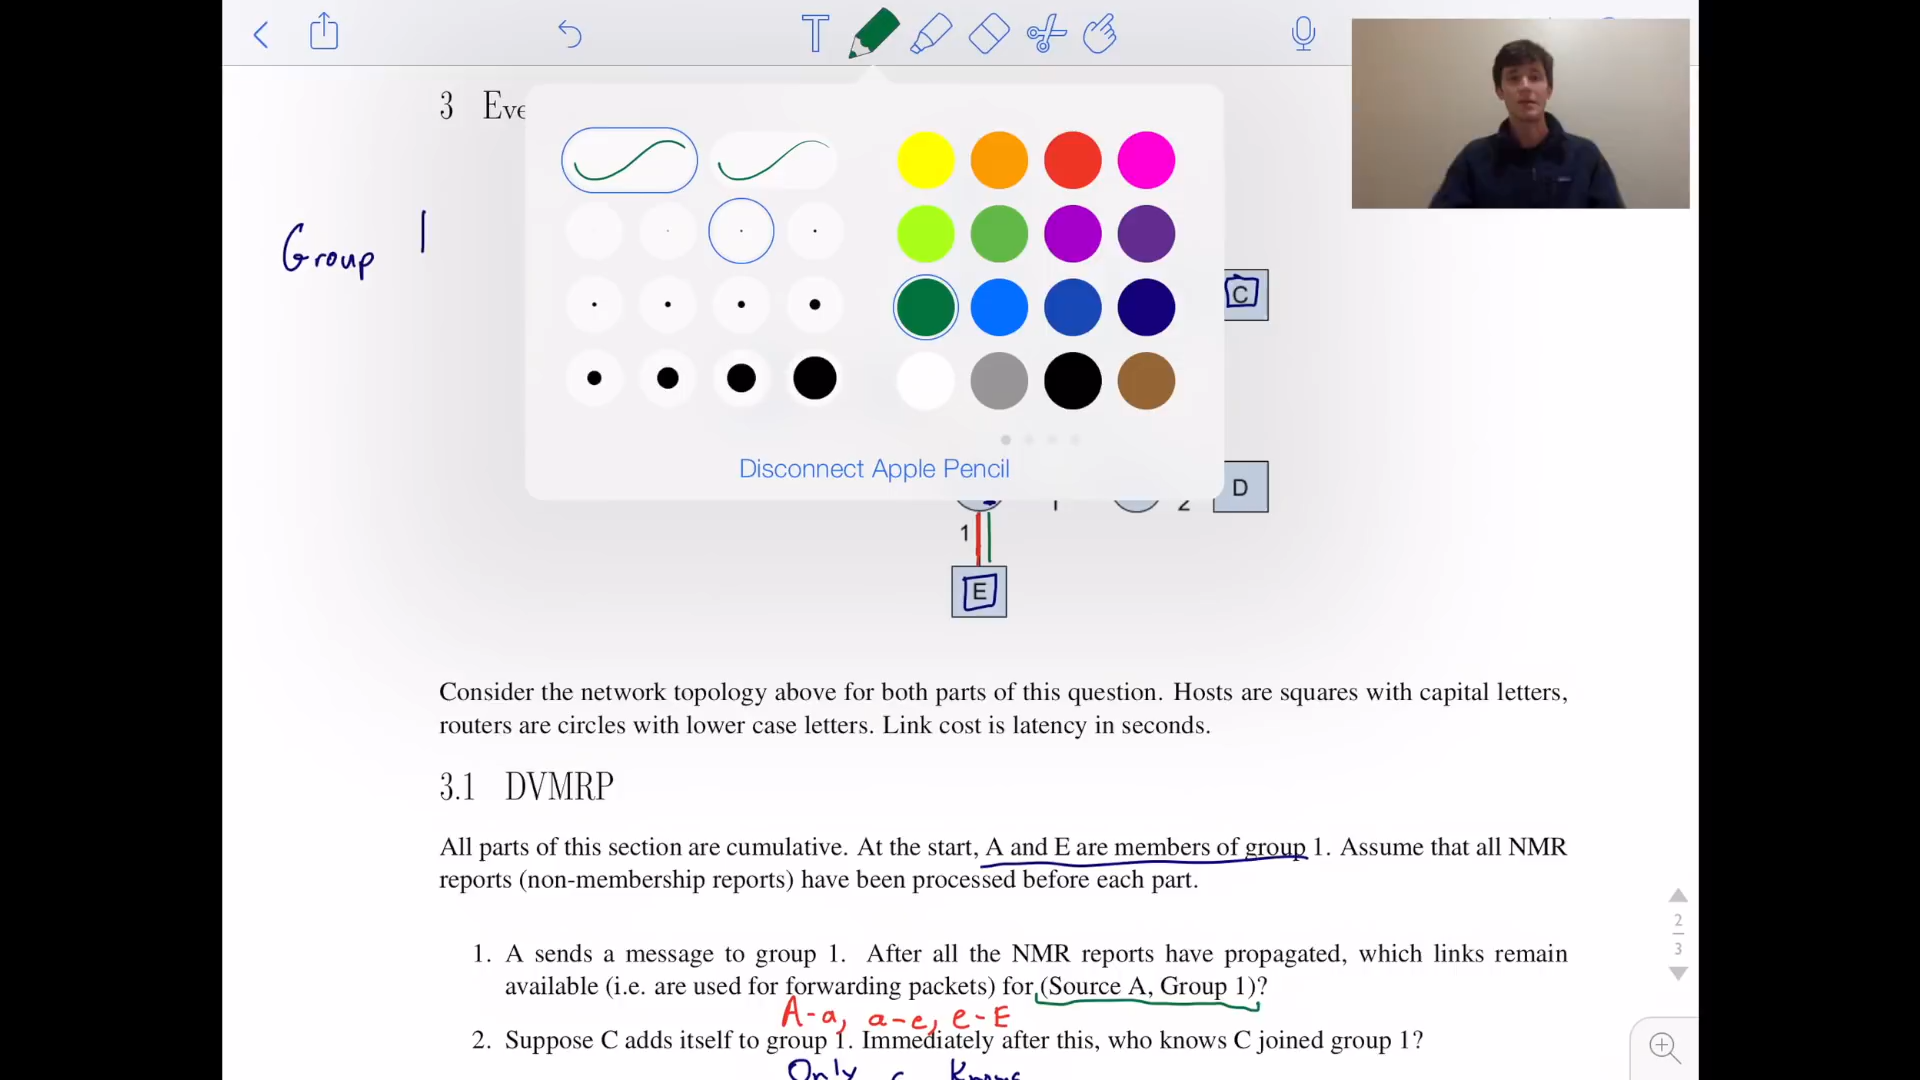 T
3 Eve
Group 1
C
Disconnect Apple Pencil
D
1
2
1
E
Consider the network topology above for both parts of this question. Hosts are squares with capital letters,
routers are circles with lower case letters. Link cost is latency in seconds.
3.1 DVMRP
All parts of this section are cumulative. At the start, A and E are members of group 1. Assume that all NMR
reports (non-membership reports) have been processed before each part.
2
3
1. A sends a message to group 1. After all the NMR reports have propagated, which links remain
available (i.e. are used for forwarding packets) for (Source A, Group 1)?
A-a, a-e, e-E
2. Suppose C adds itself to group 1. Immediately after this, who knows C joined group 1?
Only c knows